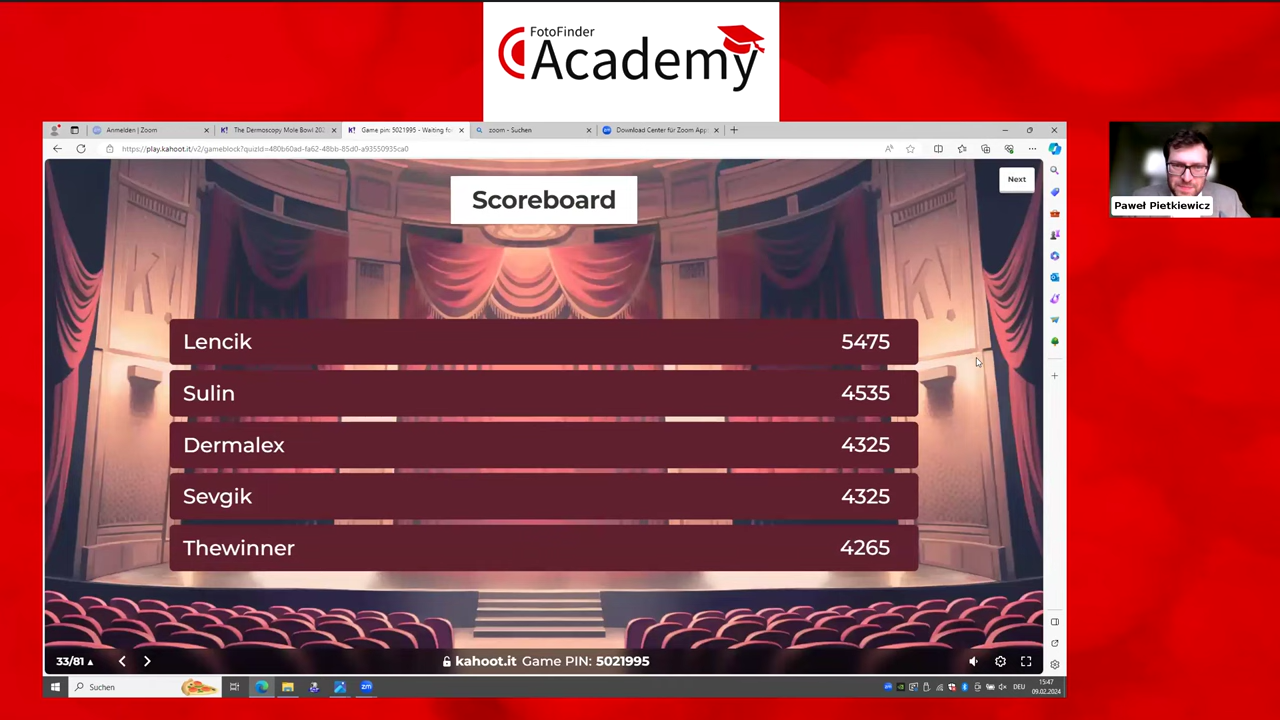 FotoFinder
Academy
Anmelden | Zoom
The Dermoscopy Mole Bowl 202
Game pin: 5021995 - Waiting fo
zoom - Suchen
Download Center für Zoom App
https://play.kahoot.it/v2/gameblock?quizId=480b60ad-fa62-48bb-85d0-a93550935ca0
Scoreboard
Next
Paweł Pietkiewicz
K!
K!
Lencik 5475
Sulin 4535
Dermalex 4325
Sevgik 4325
Thewinner 4265
33/81
kahoot.it Game PIN: 5021995
Suchen
zm
DEU
15:47
09.02.2024